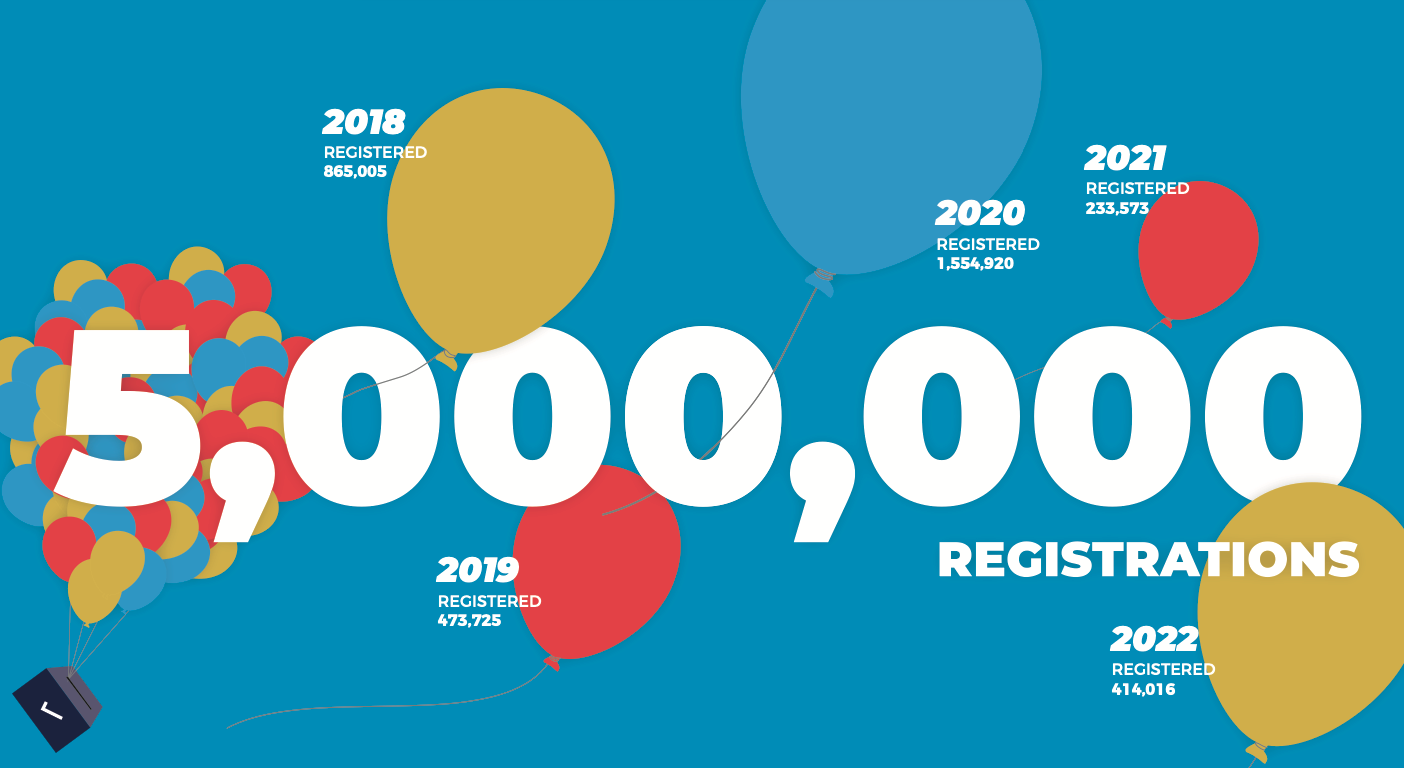 2018
REGISTERED
865,005
2020
REGISTERED
1,554,920
2021
REGISTERED
233,573
5,000,000
REGISTRATIONS
2019
REGISTERED
473,725
2022
REGISTERED
414,016